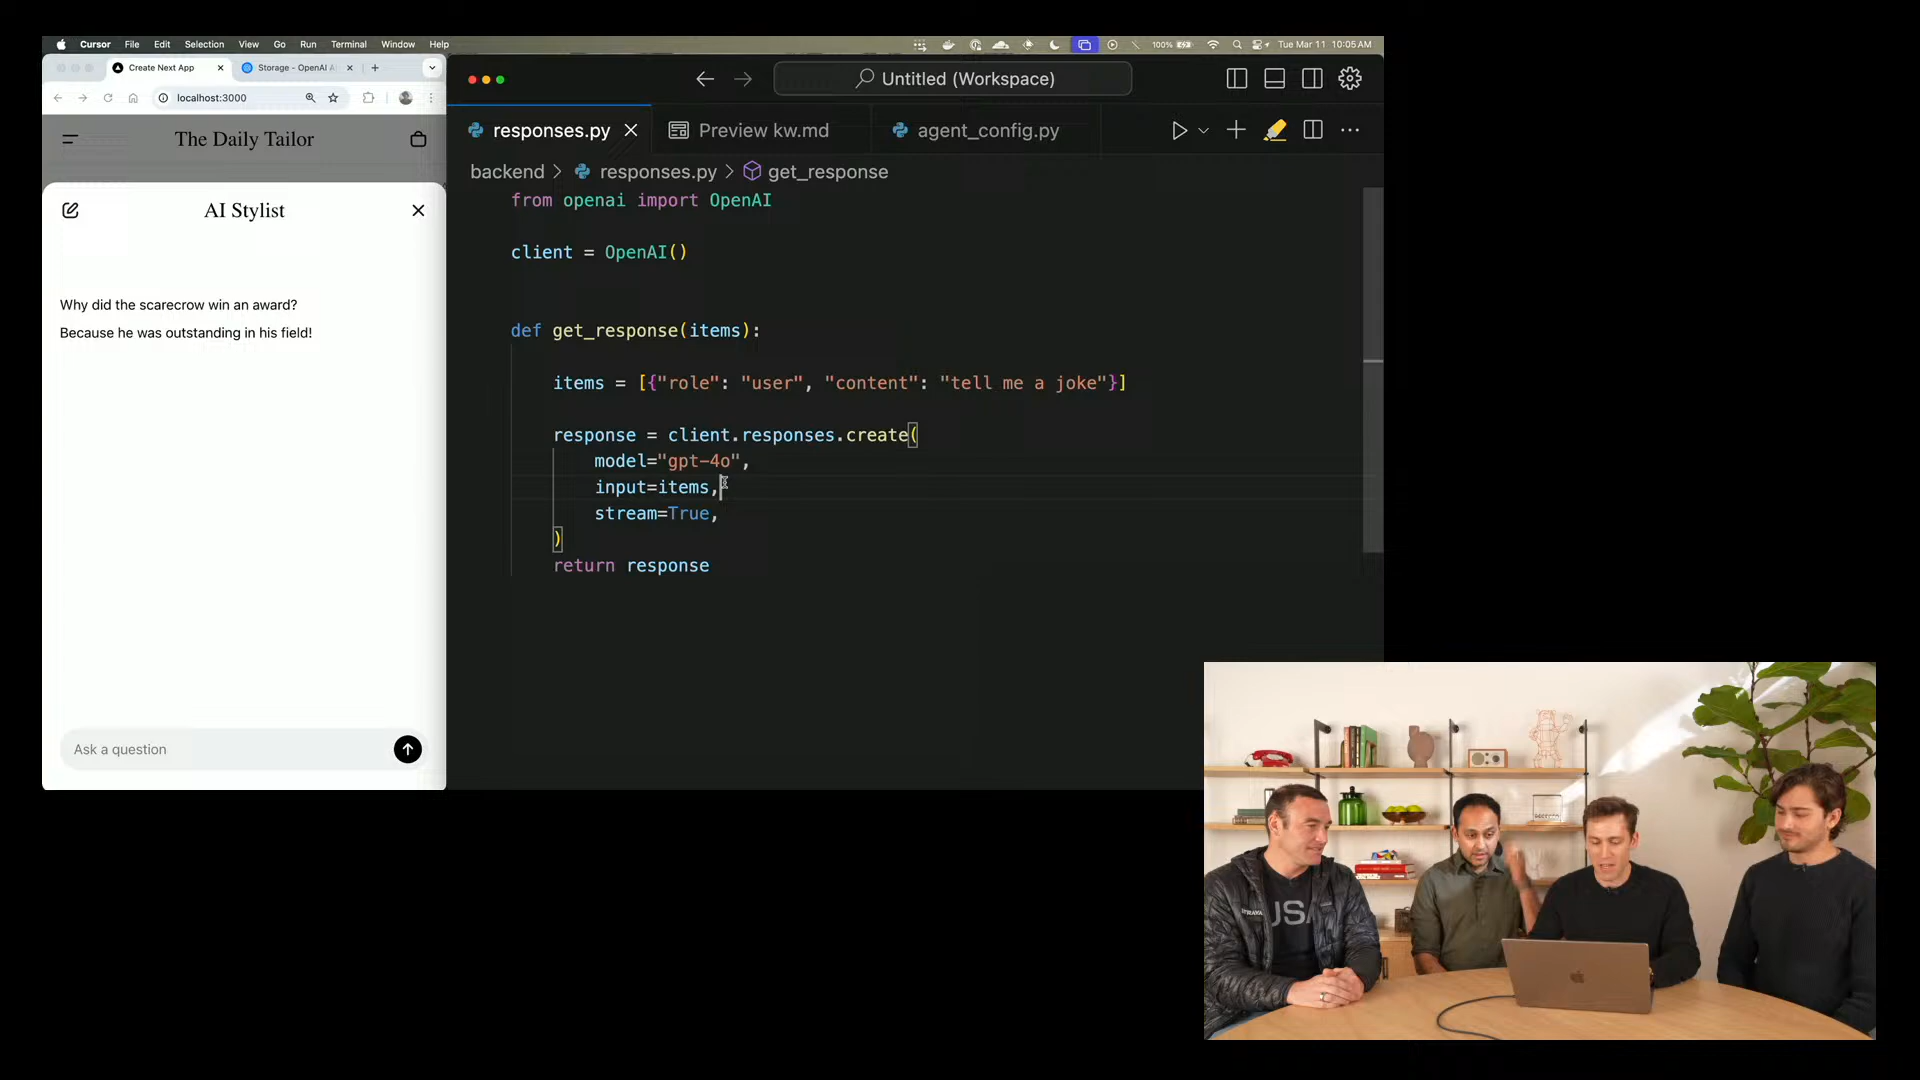 Cursor File Edit Selection View Go Run Terminal Window Help
100% Tue Mar 11 10:05 AM
Create Next App
Storage - OpenAI A
localhost:3000
The Daily Tailor
AI Stylist
Why did the scarecrow win an award?
Because he was outstanding in his field!
Ask a question
Untitled (Workspace)
responses.py
Preview kw.md
agent_config.py
backend > responses.py > get_response
from openai import OpenAI
client = OpenAI()
def get_response(items):
items = [{"role": "user", "content": "tell me a joke"}]
response = client.responses.create(
model="gpt-4o",
input=items,
stream=True,
)
return response
USA